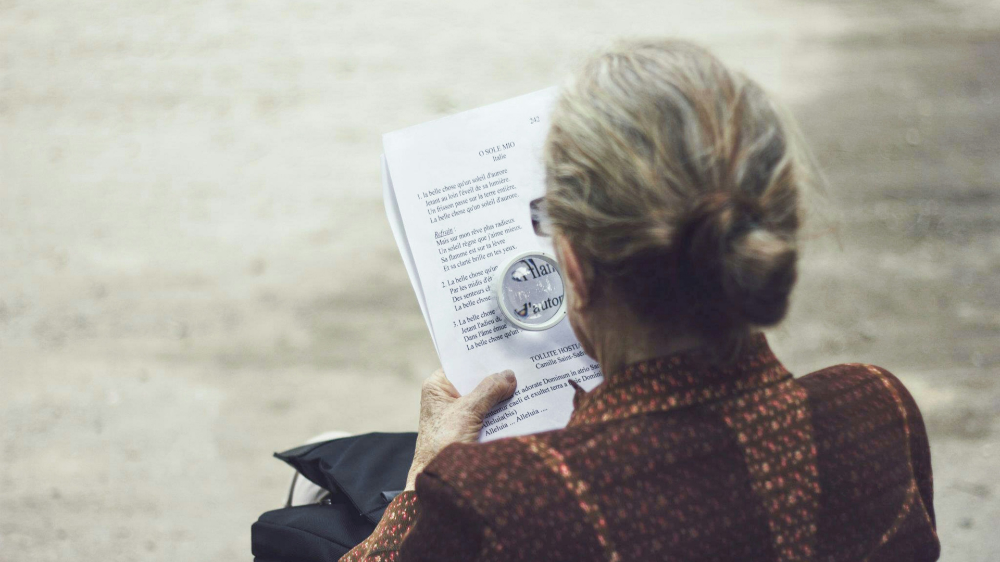 242
O SOLE MIO
Italie
1. la belle chose qu'un soleil d'aurore
Jetant au loin l'éveil de sa lumière.
Un frisson passe sur la terre entière,
La belle chose qu'un soleil d'aurore.
Refrain :
Mais sur mon rêve plus radieux
Un soleil règne que j'aime mieux.
Sa flamme est sur ta lèvre
Et sa clarté brille en tes yeux.
2. La belle chose qu'un
Par les midis
Des senteurs
La belle chose
3. La belle chose
Jetant l'adieu
Dans l'âme émue
La belle chose qu'un
TOLLITE
Camille
et adorate Dominum in atrio
caeli et exultet terra a
Alleluia(bis)
Alleluia ... Alleluia ....